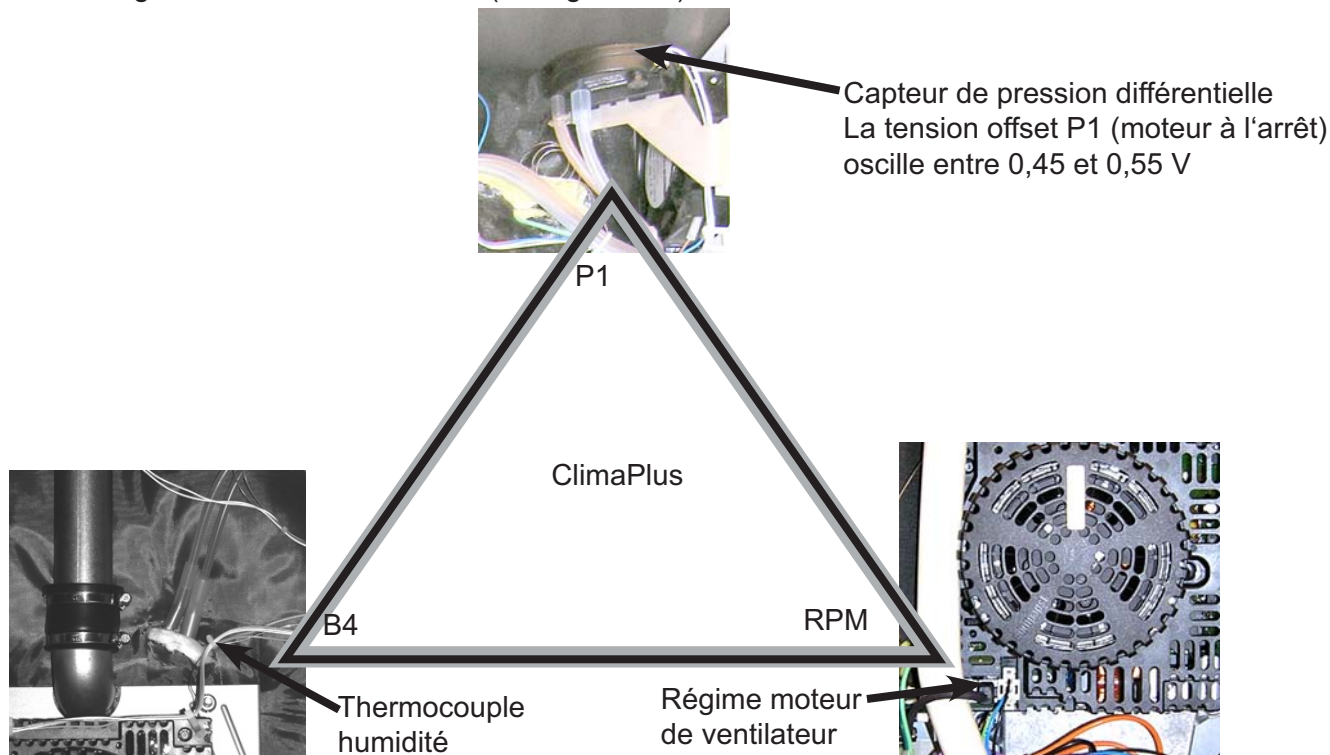 Capteur de pression différentielle
La tension offset P1 (moteur à l‘arrêt)
oscille entre 0,45 et 0,55 V
P1
ClimaPlus
B4
RPM
Thermocouple
humidité
Régime moteur
de ventilateur